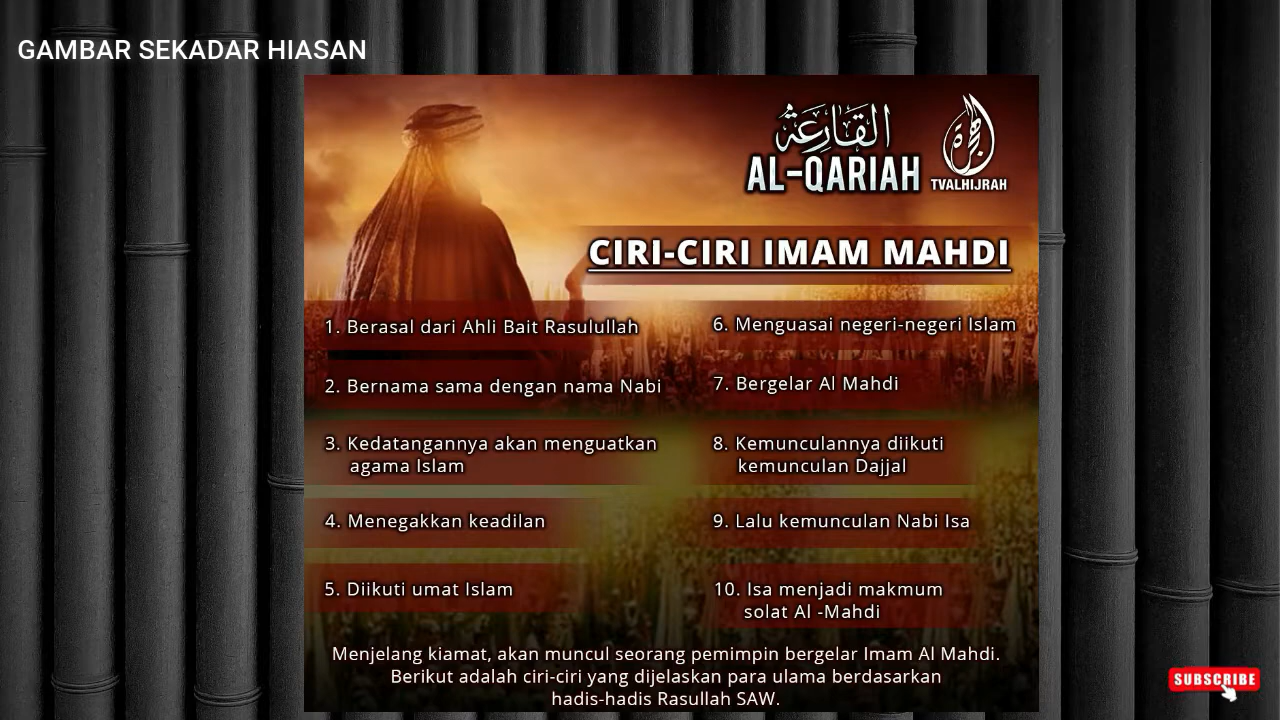 GAMBAR SEKADAR HIASAN
القارعة
AL-QARIAH
الهجرة
TVALHIJRAH
CIRI-CIRI IMAM MAHDI
1. Berasal dari Ahli Bait Rasulullah
2. Bernama sama dengan nama Nabi
3. Kedatangannya akan menguatkan
agama Islam
4. Menegakkan keadilan
5. Diikuti umat Islam
6. Menguasai negeri-negeri Islam
7. Bergelar Al Mahdi
8. Kemunculannya diikuti
kemunculan Dajjal
9. Lalu kemunculan Nabi Isa
10. Isa menjadi makmum
solat Al -Mahdi
Menjelang kiamat, akan muncul seorang pemimpin bergelar Imam Al Mahdi.
Berikut adalah ciri-ciri yang dijelaskan para ulama berdasarkan
hadis-hadis Rasullah SAW.
SUBSCRIBE